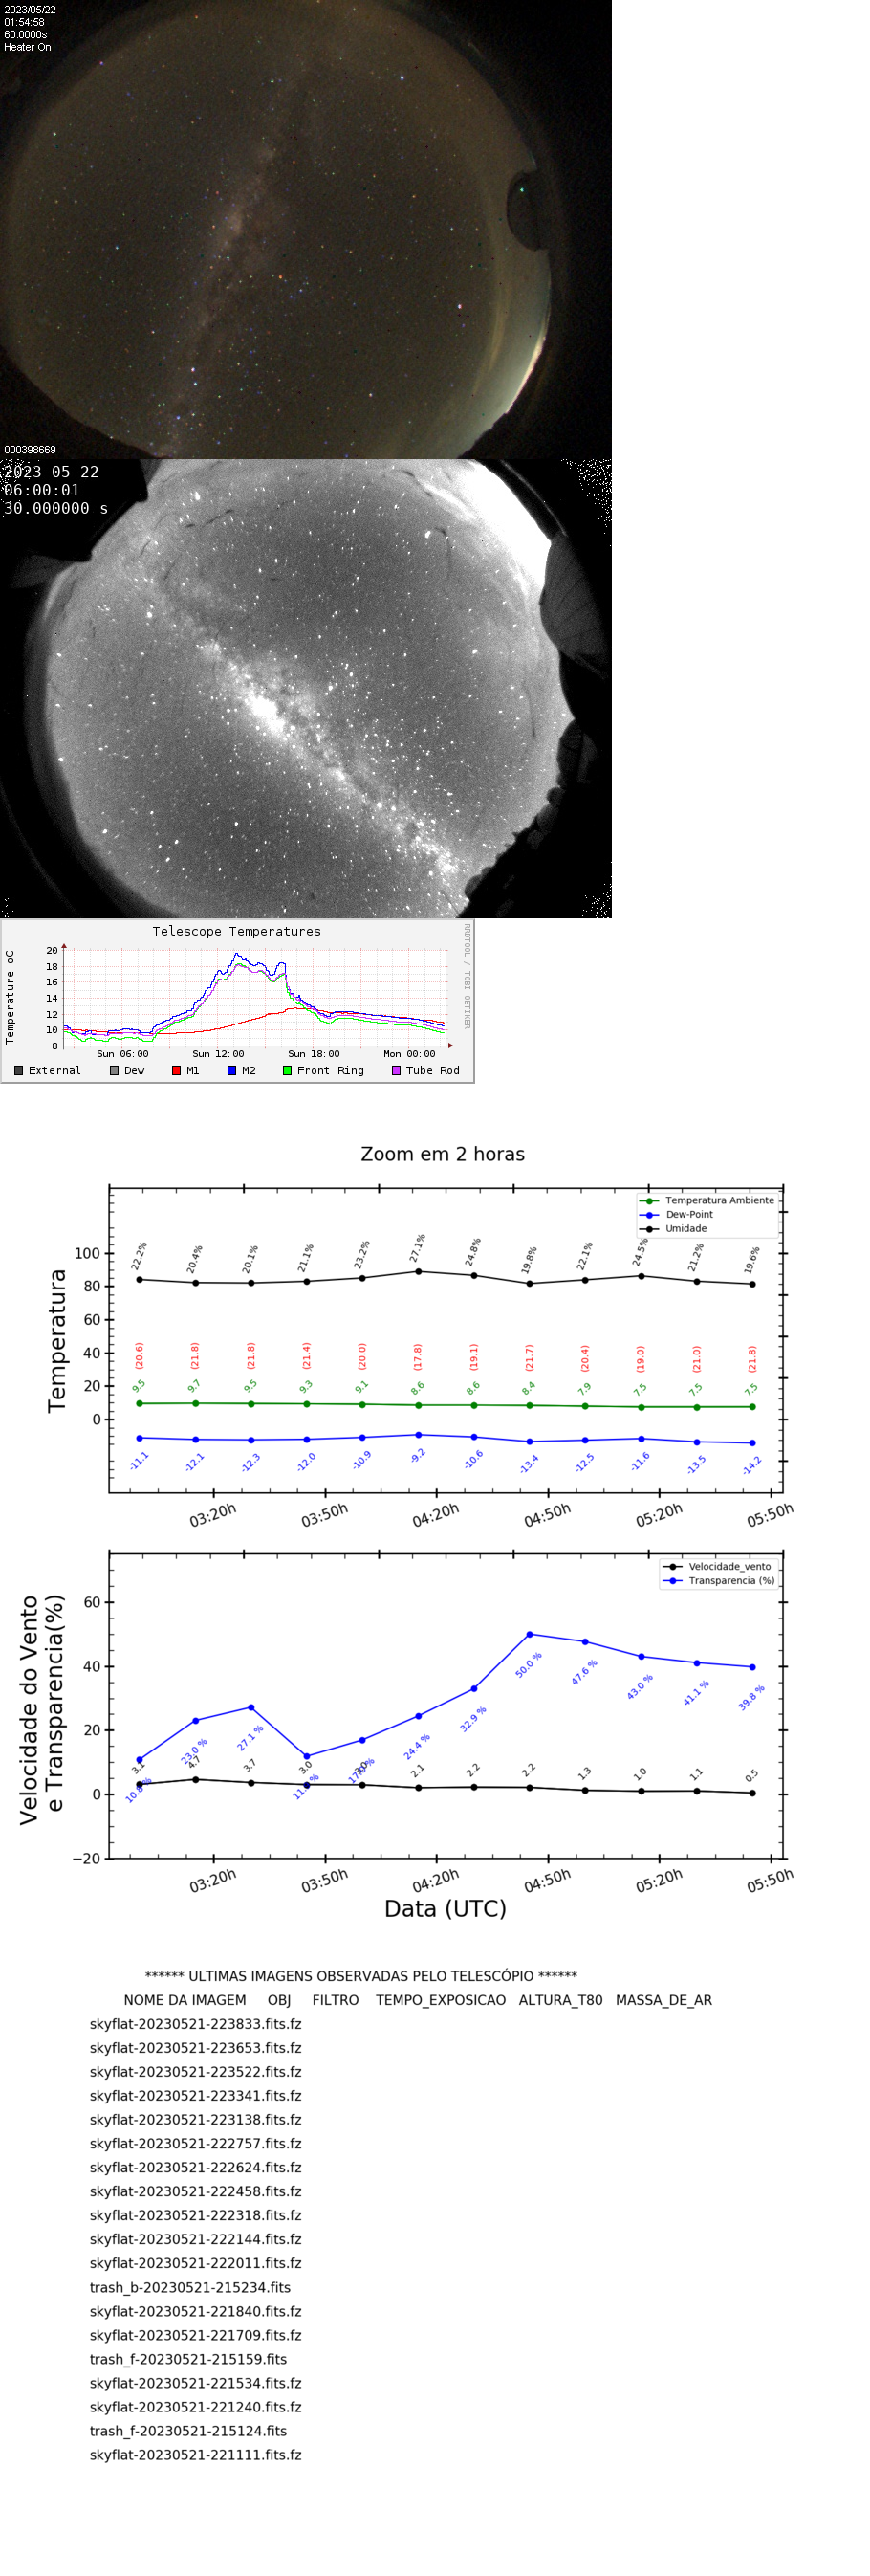 2023/05/22
01:54:58
60.0000s
Heater On
000398669
2023-05-22
06:00:01
30.000000 s
Telescope Temperatures
RRDTOOL / TOBI OETIKER
Temperature oC
20
18
16
14
12
10
8
Sun 06:00 Sun 12:00 Sun 18:00 Mon 00:00
External Dew M1 M2 Front Ring Tube Rod
Zoom em 2 horas
Temperatura Ambiente
Dew-Point
Umidade
Temperatura
100
80
60
40
20
0
22.2% 20.4% 20.1% 21.1% 23.2% 27.1% 24.8% 19.8% 22.1% 24.5% 21.2% 19.6%
(20.6) (21.8) (21.8) (21.4) (20.0) (17.8) (19.1) (21.7) (20.4) (19.0) (21.0) (21.8)
9.5 9.7 9.5 9.3 9.1 8.6 8.6 8.4 7.9 7.5 7.5 7.5
-11.1 -12.1 -12.3 -12.0 -10.9 -9.2 -10.6 -13.4 -12.5 -11.6 -13.5 -14.2
03:20h 03:50h 04:20h 04:50h 05:20h 05:50h
Velocidade_vento
Transparencia (%)
Velocidade do Vento
e Transparencia(%)
60
40
20
0
−20
23.0 % 27.1 % 24.4 % 32.9 % 50.0 % 47.6 % 43.0 % 41.1 % 39.8 %
3.1 4.7 3.7 3.0 2.1 2.2 2.2 1.3 1.0 1.1 0.5
03:20h 03:50h 04:20h 04:50h 05:20h 05:50h
Data (UTC)
****** ULTIMAS IMAGENS OBSERVADAS PELO TELESCÓPIO ******
NOME DA IMAGEM OBJ FILTRO TEMPO_EXPOSICAO ALTURA_T80 MASSA_DE_AR
skyflat-20230521-223833.fits.fz
skyflat-20230521-223653.fits.fz
skyflat-20230521-223522.fits.fz
skyflat-20230521-223341.fits.fz
skyflat-20230521-223138.fits.fz
skyflat-20230521-222757.fits.fz
skyflat-20230521-222624.fits.fz
skyflat-20230521-222458.fits.fz
skyflat-20230521-222318.fits.fz
skyflat-20230521-222144.fits.fz
skyflat-20230521-222011.fits.fz
trash_b-20230521-215234.fits
skyflat-20230521-221840.fits.fz
skyflat-20230521-221709.fits.fz
trash_f-20230521-215159.fits
skyflat-20230521-221534.fits.fz
skyflat-20230521-221240.fits.fz
trash_f-20230521-215124.fits
skyflat-20230521-221111.fits.fz